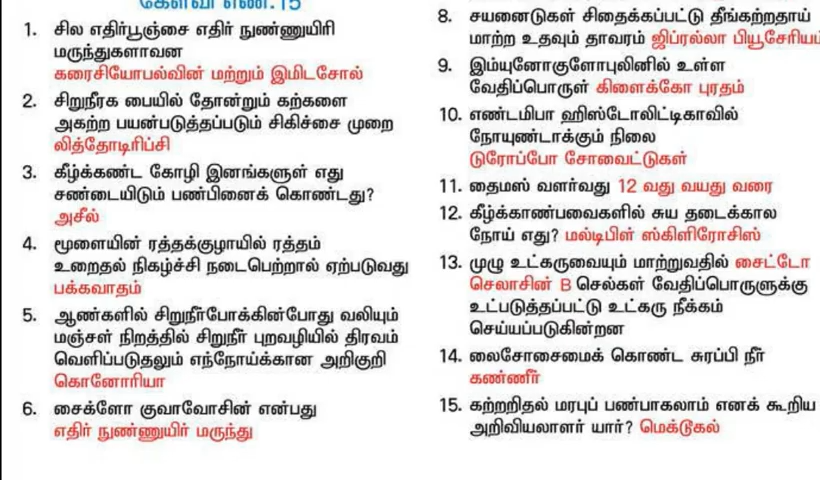 கேள்வி எண்.15
1. சில எதிர்பூஞ்சை எதிர் நுண்ணுயிரி
மருந்துகளாவன
கரைசியோபல்வின் மற்றும் இமிடசோல்
2. சிறுநீரக பையில் தோன்றும் கற்களை
அகற்ற பயன்படுத்தப்படும் சிகிச்சை முறை
லித்தோடிரிப்சி
3. கீழ்க்கண்ட கோழி இனங்களுள் எது
சண்டையிடும் பண்பினைக் கொண்டது?
அசீல்
4. மூளையின் ரத்தக்குழாயில் ரத்தம்
உறைதல் நிகழ்ச்சி நடைபெற்றால் ஏற்படுவது
பக்கவாதம்
5. ஆண்களில் சிறுநீர்போக்கின்போது வலியும்
மஞ்சள் நிறத்தில் சிறுநீர் புறவழியில் திரவம்
வெளிப்படுதலும் எந்நோய்க்கான அறிகுறி
கொனோரியா
6. சைக்ளோ குவாவோசின் என்பது
எதிர் நுண்ணுயிர் மருந்து
8. சயனைடுகள் சிதைக்கப்பட்டு தீங்கற்றதாய்
மாற்ற உதவும் தாவரம் ஜிப்ரல்லா பியூசேரியம்
9. இம்யுனோகுளோபுலினில் உள்ள
வேதிப்பொருள் கிளைக்கோ புரதம்
10. எண்டமிபா ஹிஸ்டோலிட்டிகாவில்
நோயுண்டாக்கும் நிலை
டுரோப்போ சோவைட்டுகள்
11. தைமஸ் வளர்வது 12 வது வயது வரை
12. கீழ்க்காண்பவைகளில் சுய தடைக்கால
நோய் எது? மல்டிபிள் ஸ்கிளிரோசிஸ்
13. முழு உட்கருவையும் மாற்றுவதில் சைட்டோ
செலாசின் B செல்கள் வேதிப்பொருளுக்கு
உட்படுத்தப்பட்டு உட்கரு நீக்கம்
செய்யப்படுகின்றன
14. லைசோசைமைக் கொண்ட சுரப்பி நீர்
கண்ணீர்
15. கற்றறிதல் மரபுப் பண்பாகலாம் எனக் கூறிய
அறிவியலாளர் யார்? மெக்டூகல்